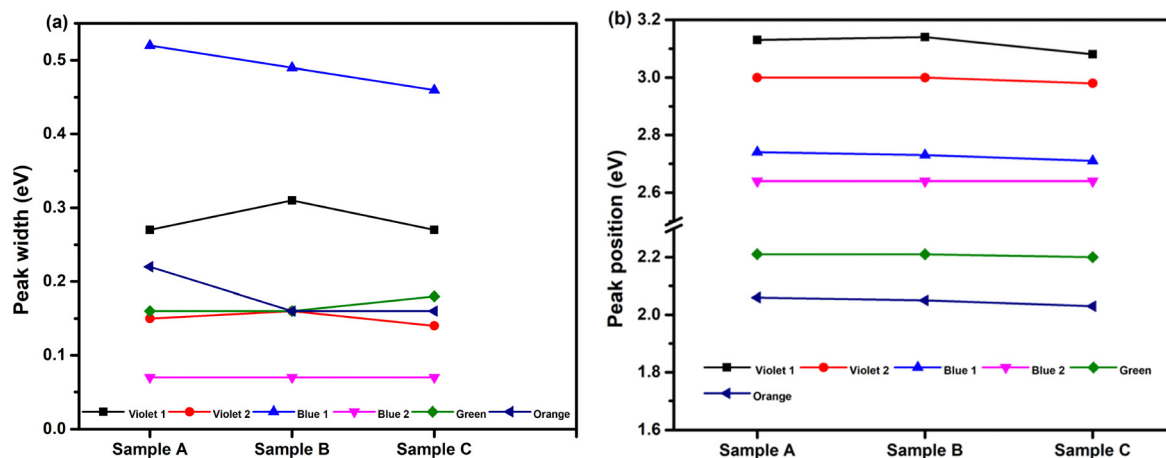 (a)
Peak width (eV)
0.5
0.4
0.3
0.2
0.1
0.0
Violet 1 Violet 2 Blue 1 Blue 2 Green Orange
Sample A Sample B Sample C
(b)
Peak position (eV)
3.2
3.0
2.8
2.6
2.2
2.0
1.8
1.6
Violet 1 Violet 2 Blue 1 Blue 2 Green
Orange
Sample A Sample B Sample C